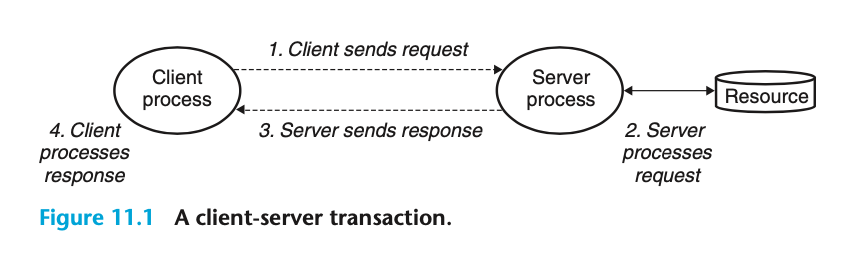 1. Client sends request
Client
process
Server
process
Resource
3. Server sends response
4. Client
processes
response
2. Server
processes
request
Figure 11.1 A client-server transaction.